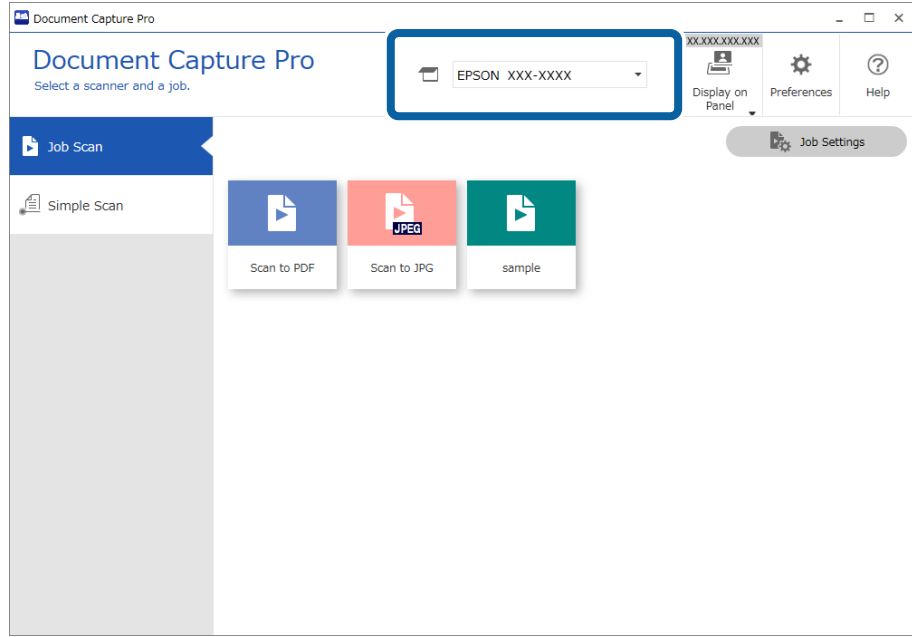 Document Capture Pro
Document Capture Pro
Select a scanner and a job.
EPSON XXX-XXXX
XX.XXX.XXX.XXX
Display on
Panel
Preferences
Help
Job Scan
Job Settings
Simple Scan
JPEG
Scan to PDF
Scan to JPG
sample